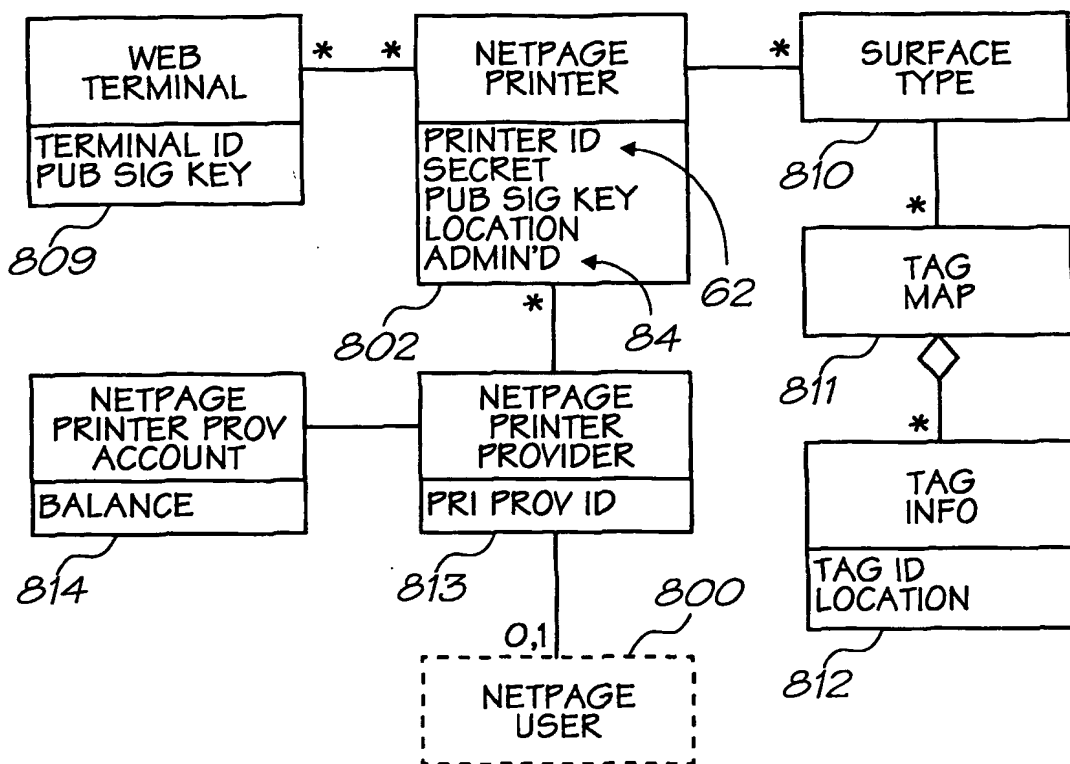 WEB
TERMINAL
TERMINAL ID
PUB SIG KEY
809
*
*
NETPAGE
PRINTER
PRINTER ID
SECRET
PUB SIG KEY
LOCATION
ADMIN'D
62
84
802
*
*
SURFACE
TYPE
810
*
TAG
MAP
811
*
TAG
INFO
TAG ID
LOCATION
812
NETPAGE
PRINTER PROV
ACCOUNT
BALANCE
814
NETPAGE
PRINTER
PROVIDER
PRI PROV ID
813
0,1
800
NETPAGE
USER